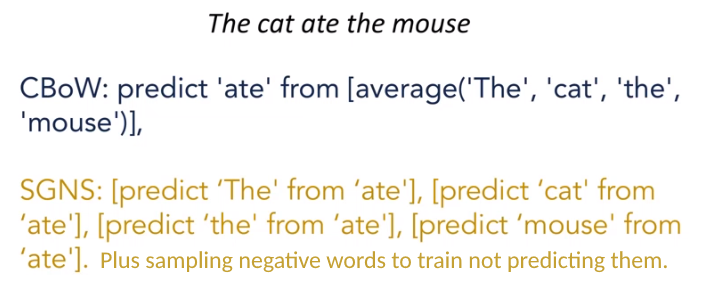 The cat ate the mouse
CBoW: predict 'ate' from [average('The', 'cat', 'the',
'mouse')],
SGNS: [predict ‘The' from ‘ate'], [predict ‘cat' from
‘ate'], [predict ‘the' from ‘ate'], [predict ‘mouse' from
‘ate']. Plus sampling negative words to train not predicting them.